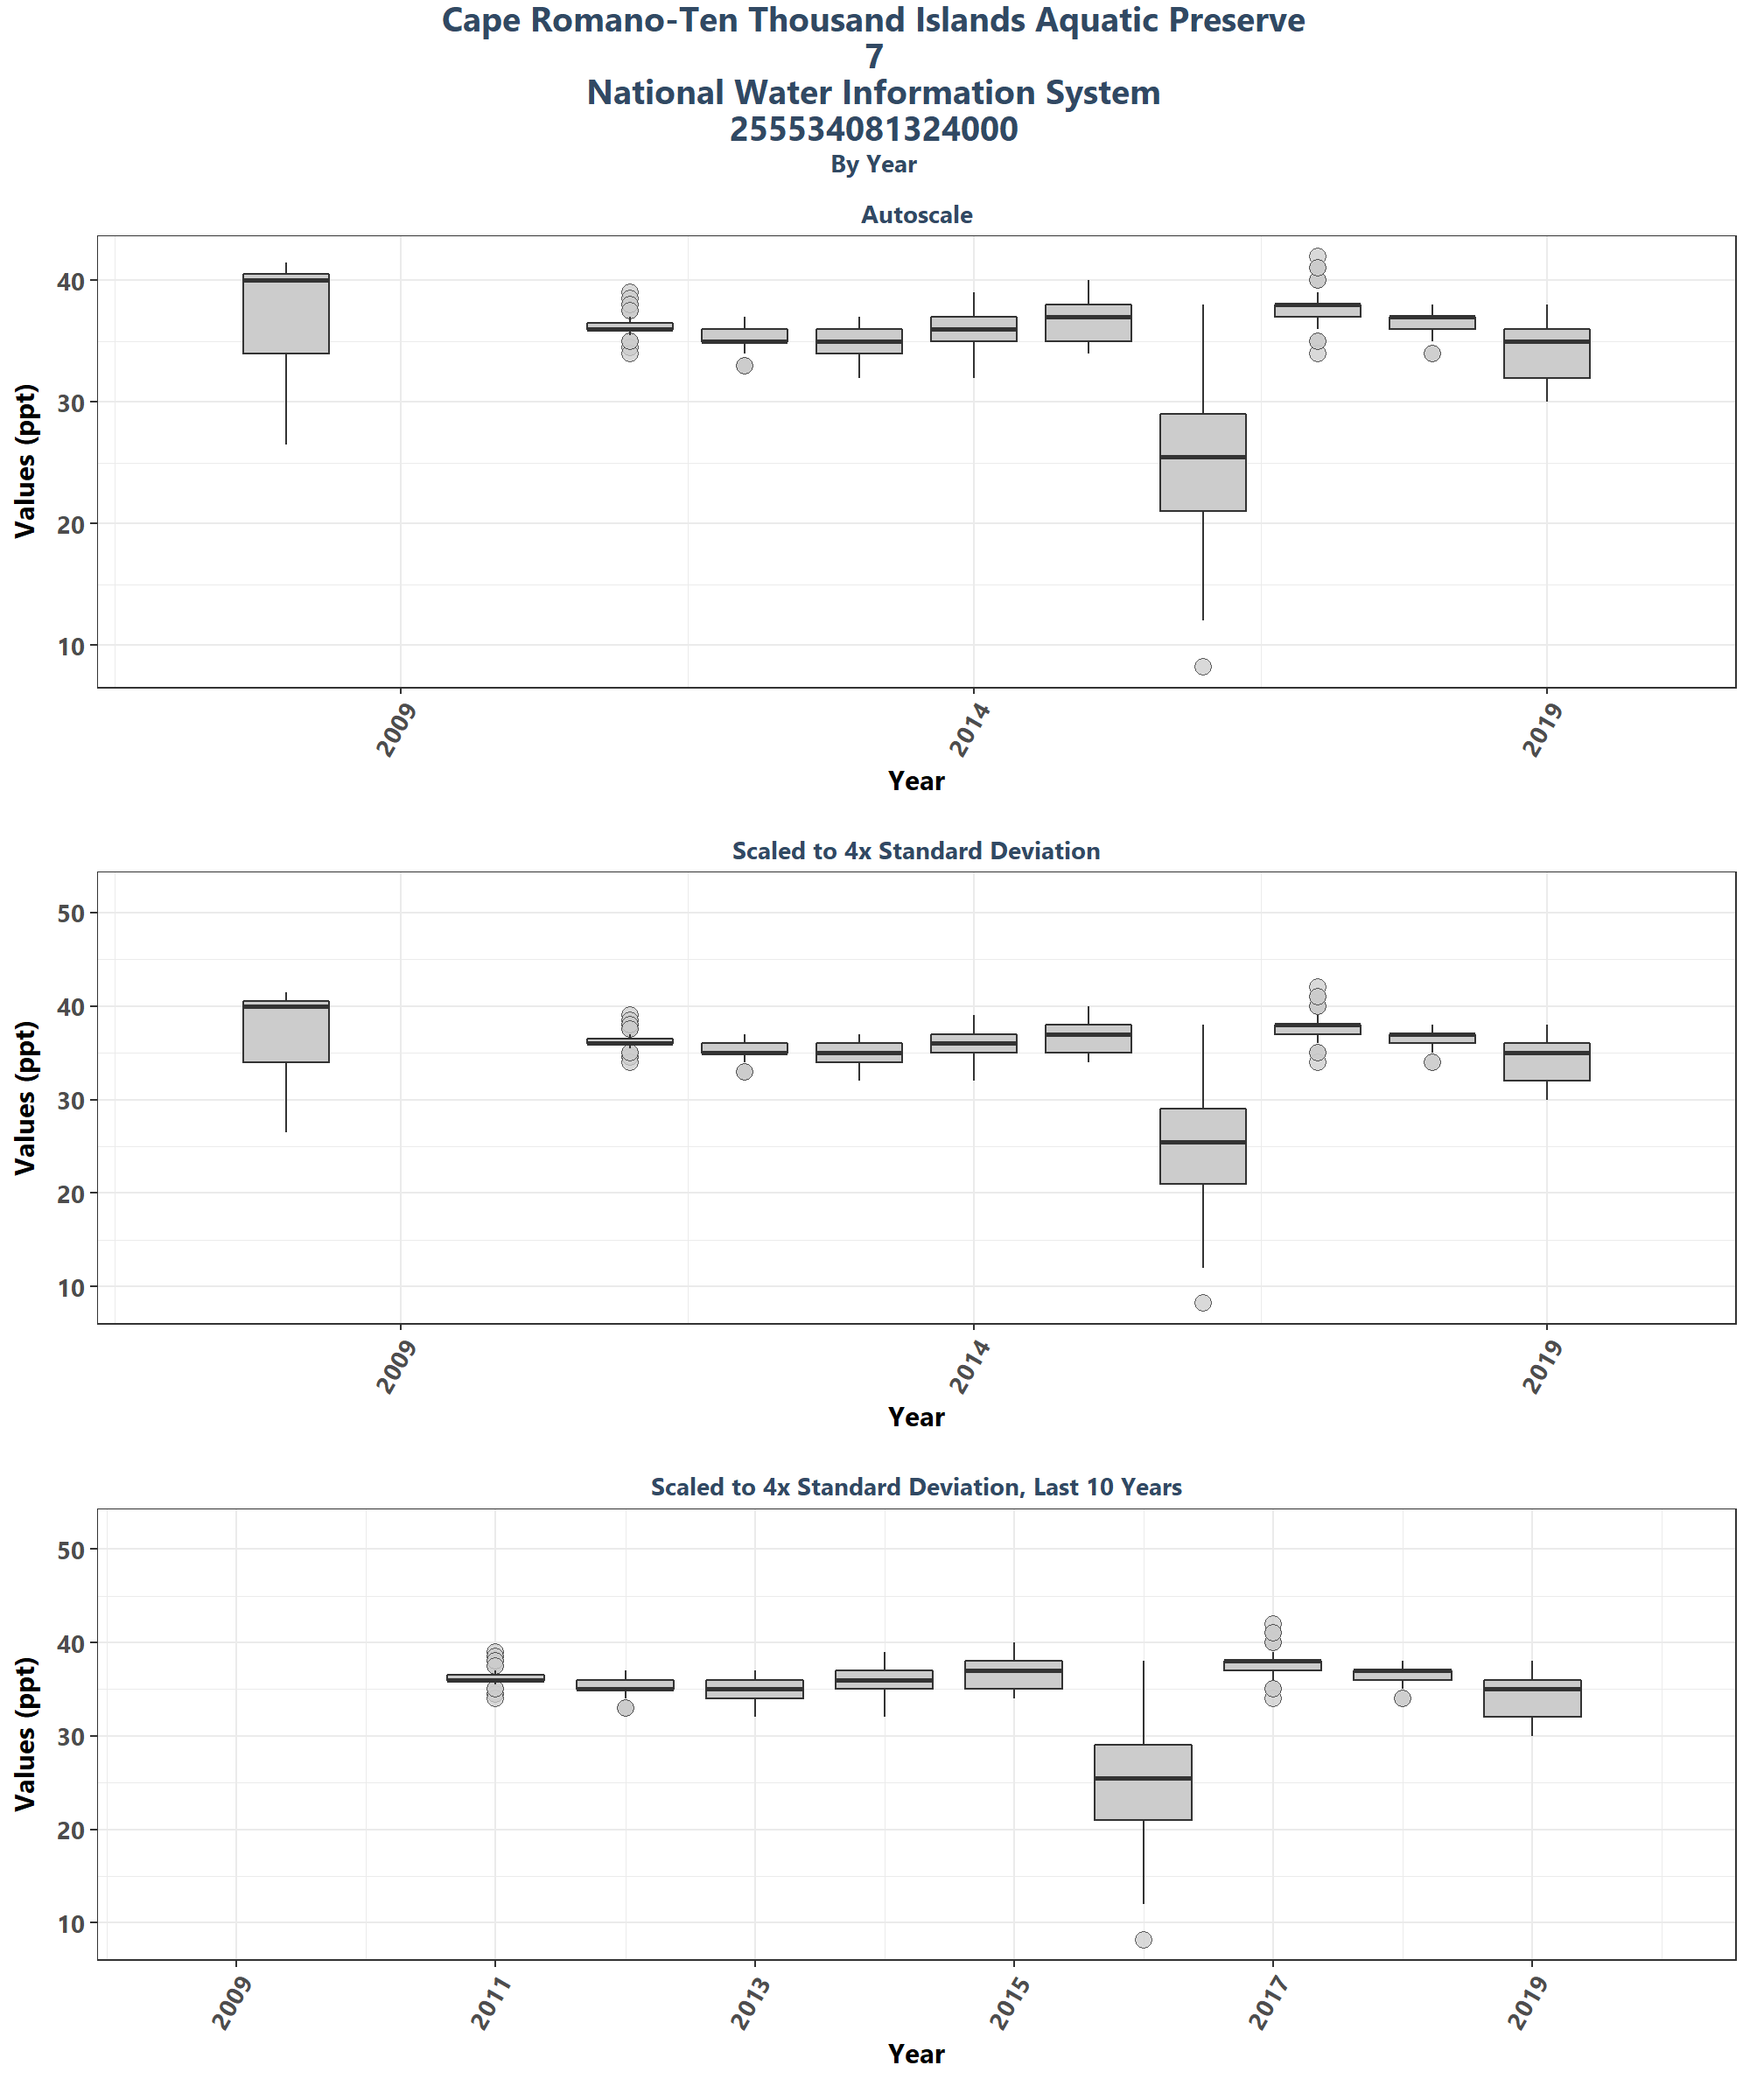 Cape Romano-Ten Thousand Islands Aquatic Preserve
7
National Water Information System
255534081324000
By Year
Autoscale
Values (ppt)
40
30
20
10
2009
2014
2019
Year
Scaled to 4x Standard Deviation
Values (ppt)
50
40
30
20
10
2009
2014
2019
Year
Scaled to 4x Standard Deviation, Last 10 Years
Values (ppt)
50
40
30
20
10
2009
2011
2013
2015
2017
2019
Year